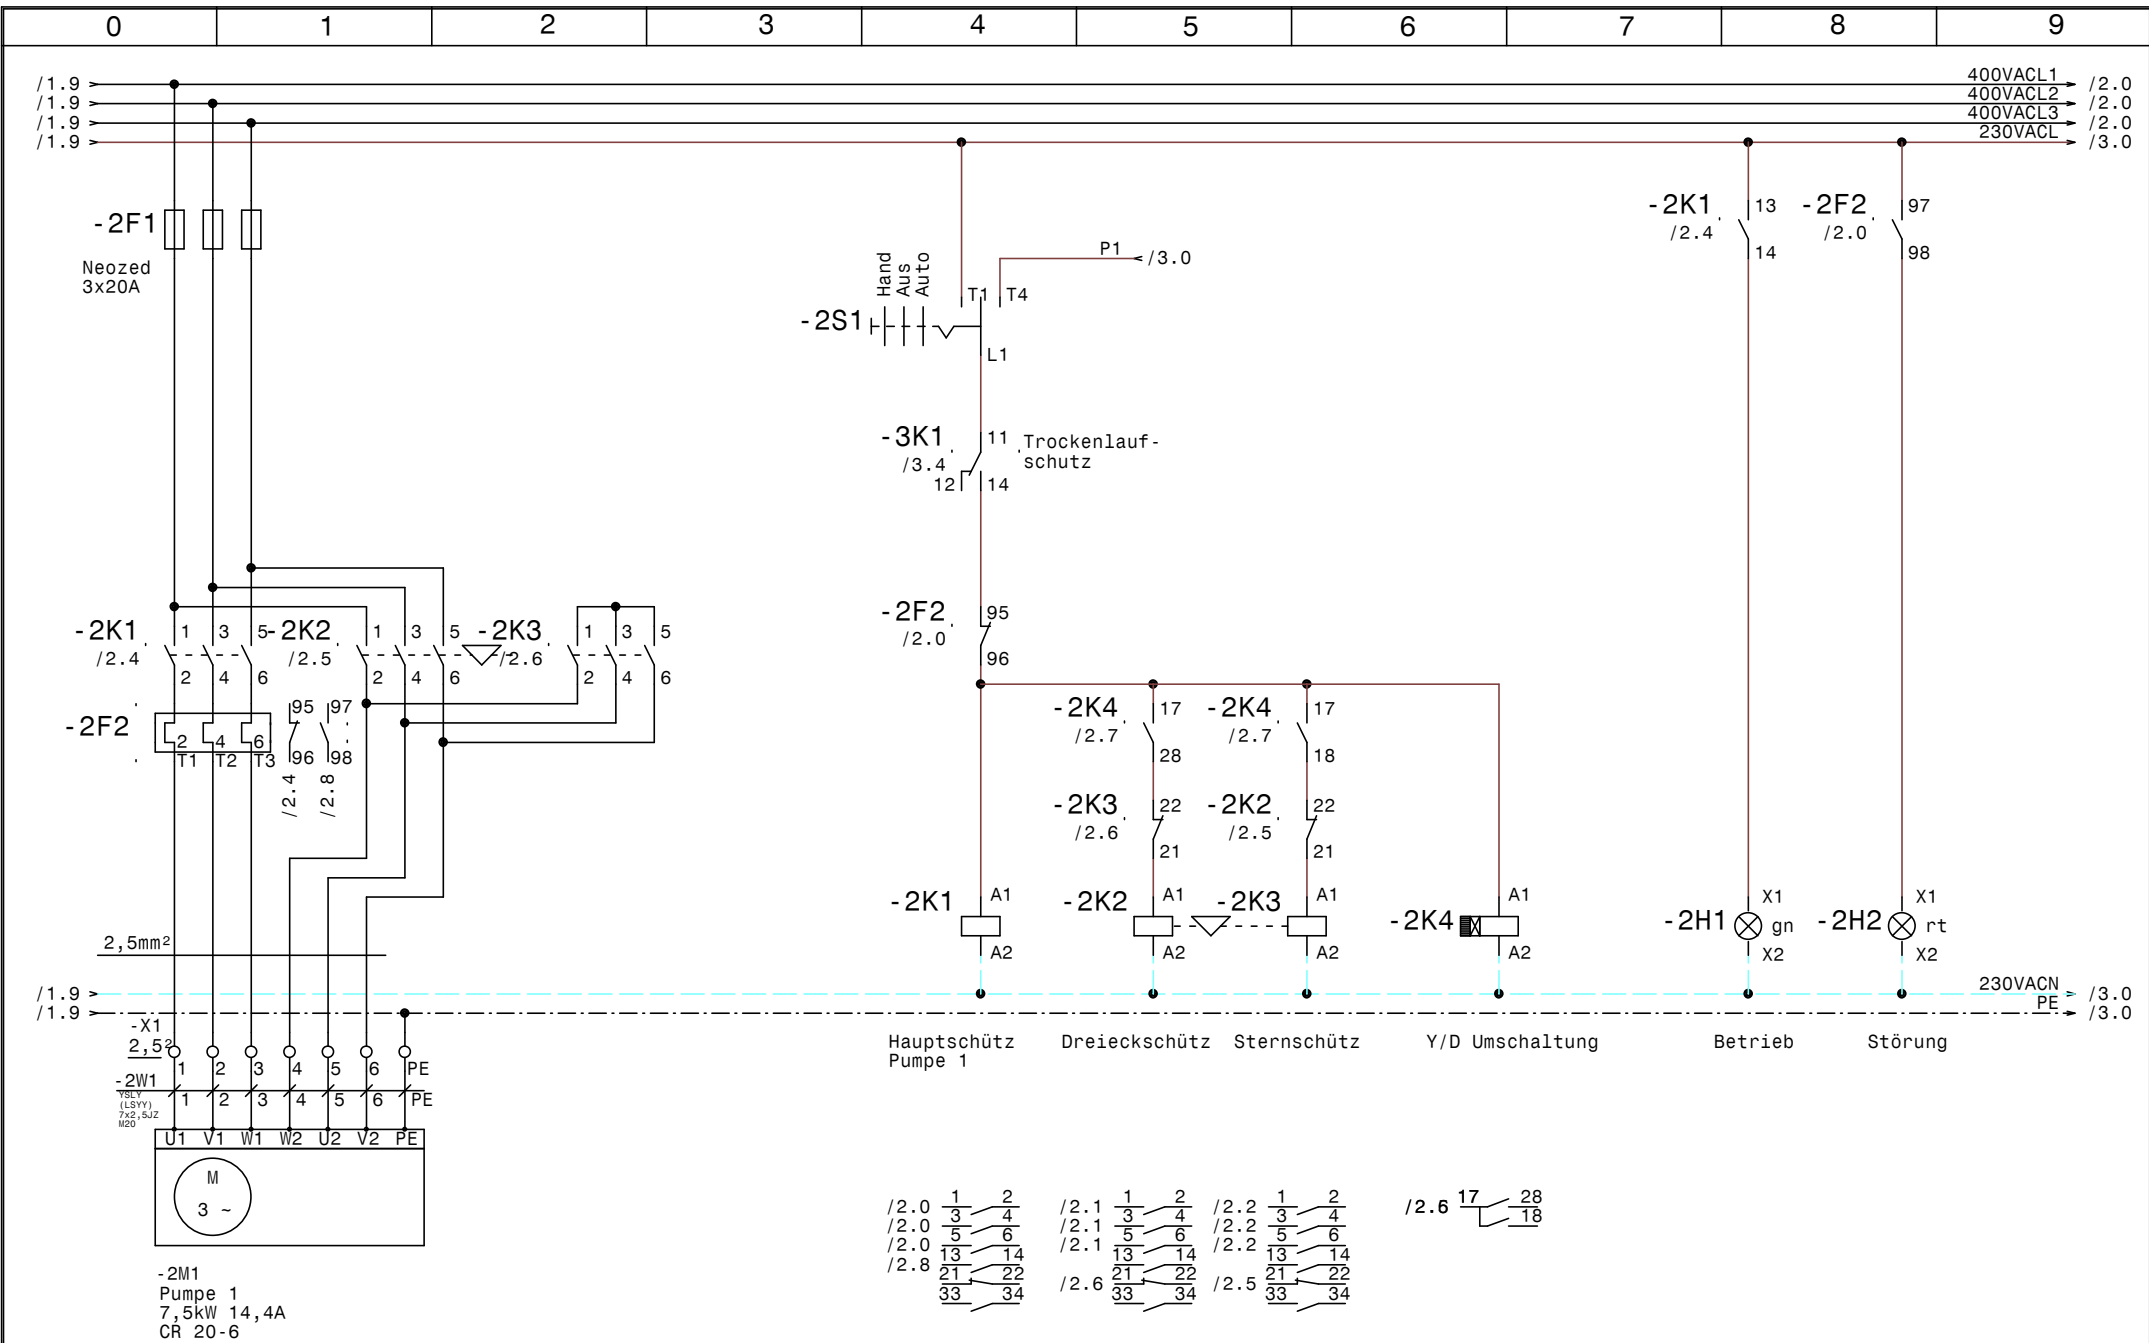 0 1 2 3 4 5 6 7 8 9
/1.9 400VACL1 /2.0
/1.9 400VACL2 /2.0
/1.9 400VACL3 /2.0
/1.9 230VACL /3.0
-2F1
Neozed
3x20A
Hand
Aus
Auto
P1 /3.0
T1 T4
-2S1
L1
-2K1 13
/2.4
14
-2F2 97
/2.0
98
-3K1 11 Trockenlauf-
/3.4 schutz
12 14
-2F2 95
/2.0
96
-2K1 1 3 5
/2.4
2 4 6
-2K2 1 3 5
/2.5
2 4 6
-2K3 1 3 5
/2.6
2 4 6
-2F2 2 4 6
T1 T2 T3
95 97
96 98
/2.4 /2.8
-2K4 17
/2.7
28
-2K4 17
/2.7
18
-2K3 22
/2.6
21
-2K2 22
/2.5
21
-2K1 A1
A2
-2K2 A1
A2
-2K3 A1
A2
-2K4 A1
A2
-2H1 X1
gn
X2
-2H2 X1
rt
X2
2,5mm²
/1.9 230VACN /3.0
/1.9 PE /3.0
-X1
2,5²
1 2 3 4 5 6 PE
-2W1
YSLY
(LSYY)
7x2,5JZ
M20
1 2 3 4 5 6 PE
U1 V1 W1 W2 U2 V2 PE
M
3 ~
-2M1
Pumpe 1
7,5kW 14,4A
CR 20-6
Hauptschütz
Pumpe 1
Dreieckschütz
Sternschütz
Y/D Umschaltung
Betrieb
Störung
/2.0 1 2
/2.0 3 4
/2.0 5 6
/2.8 13 14
21 22
33 34
/2.1 1 2
/2.1 3 4
/2.1 5 6
13 14
/2.6 21 22
33 34
/2.2 1 2
/2.2 3 4
/2.2 5 6
13 14
/2.5 21 22
33 34
/2.6 17 28
18